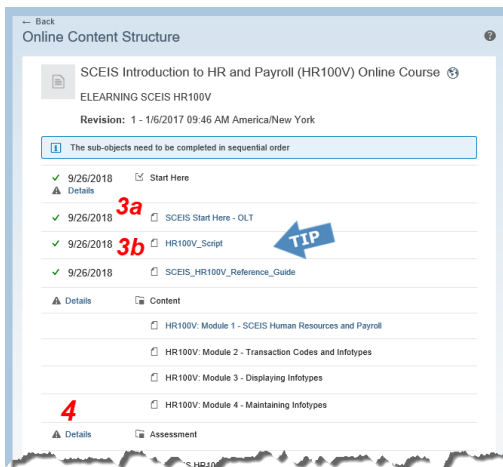 ← Back
Online Content Structure
?
SCEIS Introduction to HR and Payroll (HR100V) Online Course
ELEARNING SCEIS HR100V
Revision: 1 - 1/6/2017 09:46 AM America/New York
i The sub-objects need to be completed in sequential order
9/26/2018 Start Here
Details
3a
9/26/2018 SCEIS Start Here - OLT
9/26/2018 3b HR100V_Script TIP
9/26/2018 SCEIS_HR100V_Reference_Guide
Details Content
HR100V: Module 1 - SCEIS Human Resources and Payroll
HR100V: Module 2 - Transaction Codes and Infotypes
HR100V: Module 3 - Displaying Infotypes
HR100V: Module 4 - Maintaining Infotypes
4
Details Assessment